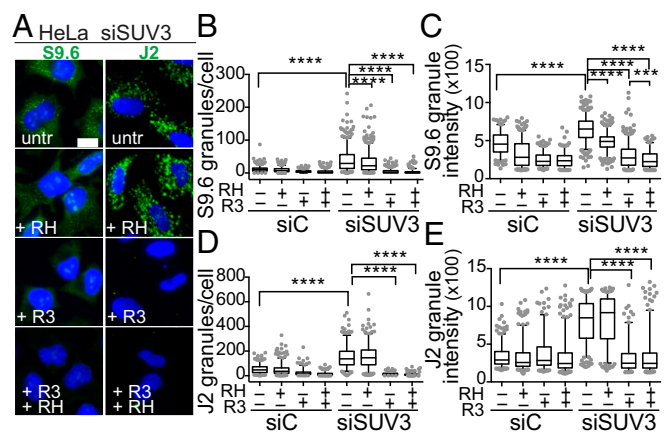 A HeLa siSUV3
S9.6 J2
untr
+ RH + RH
+ R3 + R3
+ R3 + R3
+ RH + RH
B
S9.6 granules/cell
300
200
100
0
****
****
****
****
RH – + – + – + – +
R3 – – + + – – + +
siC siSUV3
C
S9.6 granule
intensity (x100)
15
10
5
0
****
****
****
****
***
RH – + – + – + – +
R3 – – + + – – + +
siC siSUV3
D
J2 granules/cell
800
600
400
200
0
****
****
****
RH – + – + – + – +
R3 – – + + – – + +
siC siSUV3
E
J2 granule
intensity (x100)
15
10
5
0
****
****
****
RH – + – + – + – +
R3 – – + + – – + +
siC siSUV3